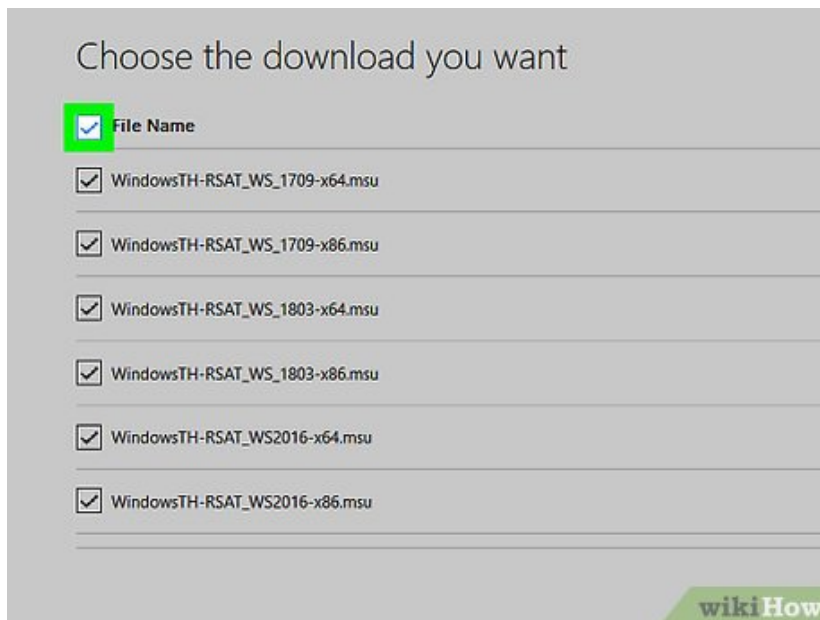 Choose the download you want
File Name
WindowsTH-RSAT_WS_1709-x64.msu
WindowsTH-RSAT_WS_1709-x86.msu
WindowsTH-RSAT_WS_1803-x64.msu
WindowsTH-RSAT_WS_1803-x86.msu
WindowsTH-RSAT_WS2016-x64.msu
WindowsTH-RSAT_WS2016-x86.msu
wikiHow